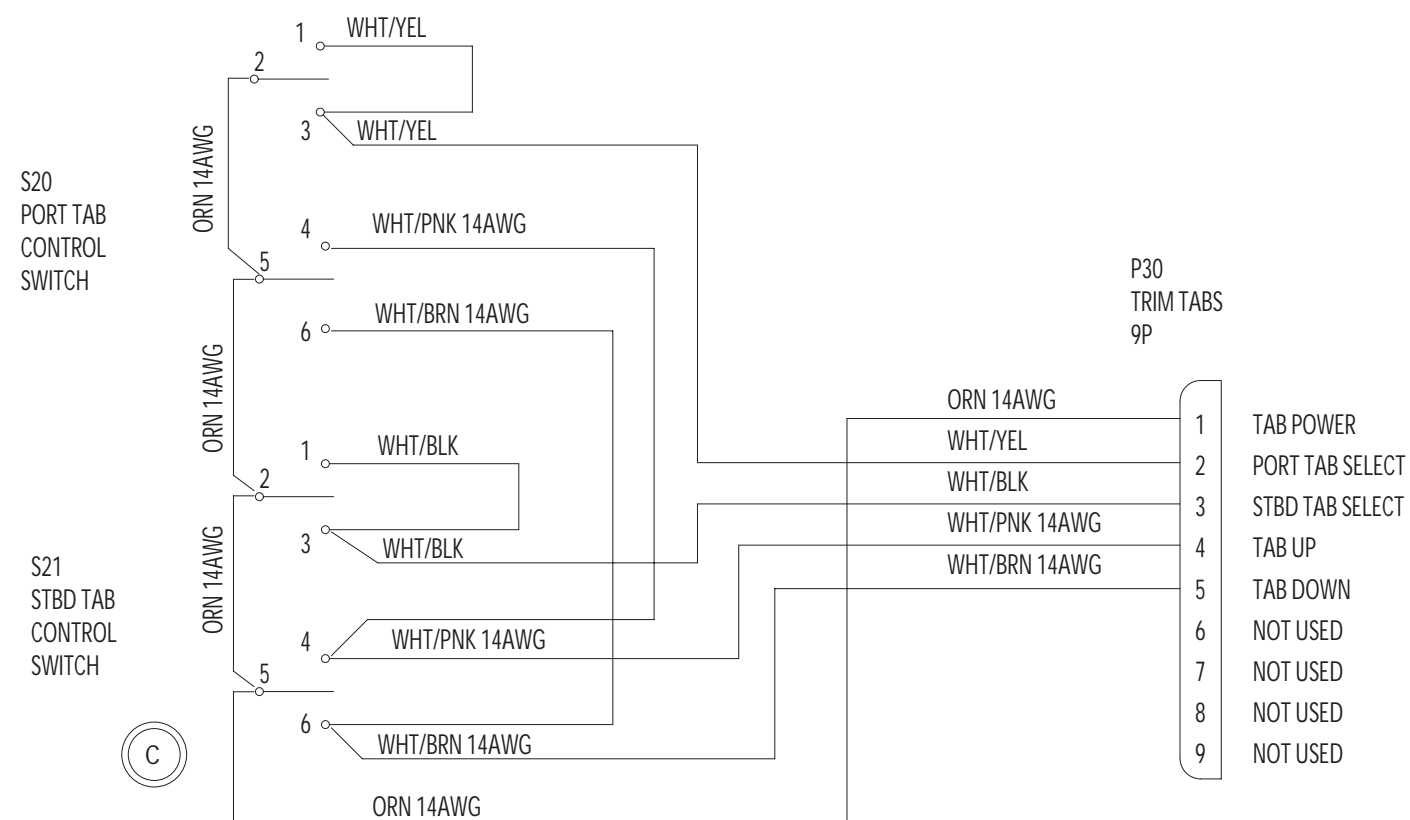 1
WHT/YEL
2
3
WHT/YEL
ORN 14AWG
S20
PORT TAB
CONTROL
SWITCH
4
WHT/PNK 14AWG
5
6
WHT/BRN 14AWG
ORN 14AWG
1
WHT/BLK
2
3
WHT/BLK
ORN 14AWG
S21
STBD TAB
CONTROL
SWITCH
4
WHT/PNK 14AWG
5
6
WHT/BRN 14AWG
C
ORN 14AWG
P30
TRIM TABS
9P
ORN 14AWG
1 TAB POWER
WHT/YEL
2 PORT TAB SELECT
WHT/BLK
3 STBD TAB SELECT
WHT/PNK 14AWG
4 TAB UP
WHT/BRN 14AWG
5 TAB DOWN
6 NOT USED
7 NOT USED
8 NOT USED
9 NOT USED